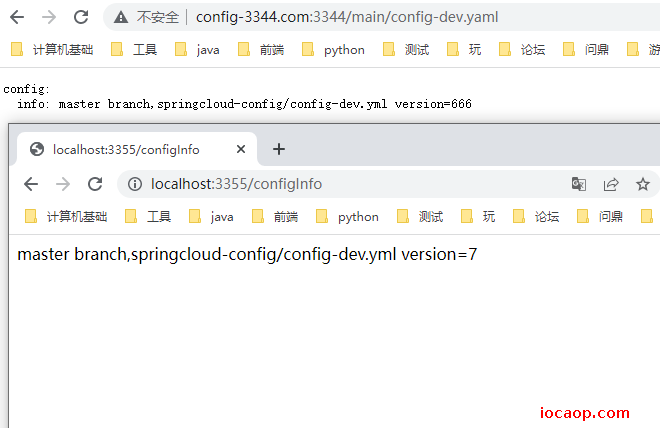 不安全 config-3344.com:3344/main/config-dev.yaml
计算机基础 工具 java 前端 python 测试 玩 论坛 问鼎 游
config:
info: master branch,springcloud-config/config-dev.yml version=666
localhost:3355/configInfo
localhost:3355/configInfo
计算机基础 工具 java 前端 python 测试 玩 论坛 问鼎
master branch,springcloud-config/config-dev.yml version=7
iocaop.com